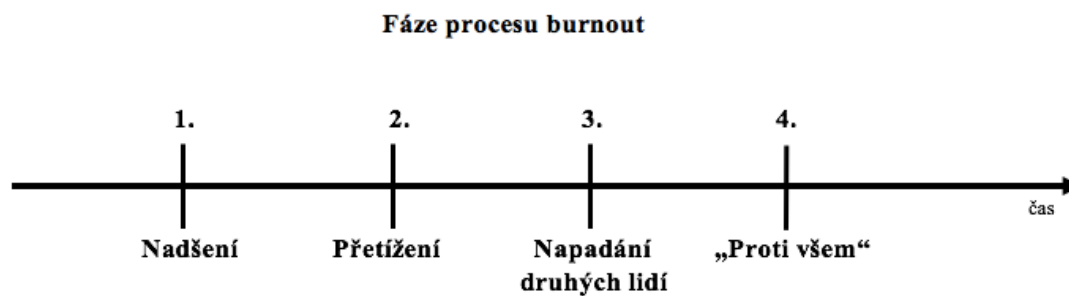 Fáze procesu burnout
1. 2. 3. 4.
čas
Nadšení Přetížení Napadání „Proti všem“
druhých lidí